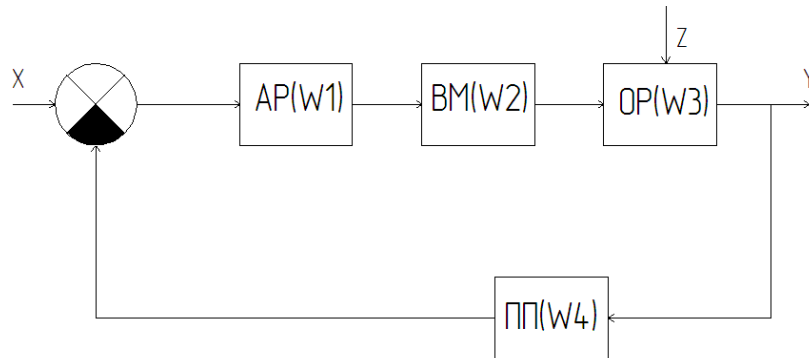 Z
X
АР(W1)
ВМ(W2)
ОР(W3)
Y
ПП(W4)